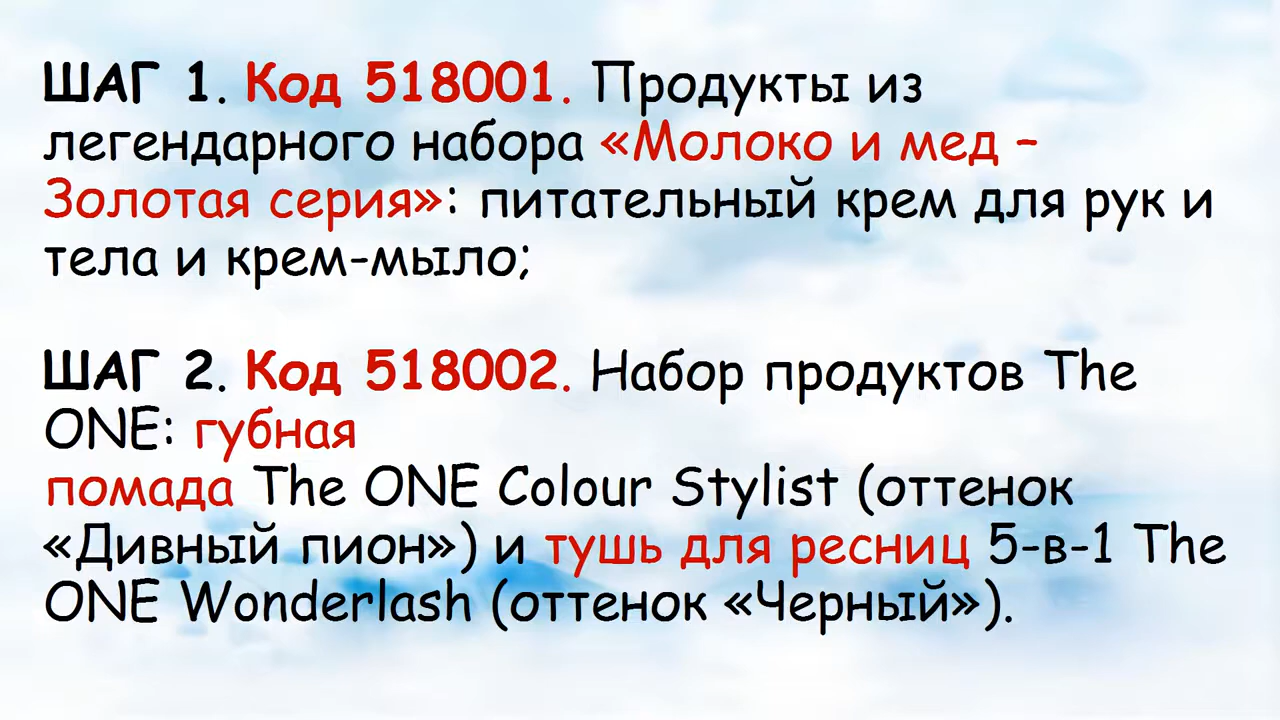 ШАГ 1. Код 518001. Продукты из
легендарного набора «Молоко и мед –
Золотая серия»: питательный крем для рук и
тела и крем-мыло;
ШАГ 2. Код 518002. Набор продуктов The
ONE: губная
помада The ONE Colour Stylist (оттенок
«Дивный пион») и тушь для ресниц 5-в-1 The
ONE Wonderlash (оттенок «Черный»).